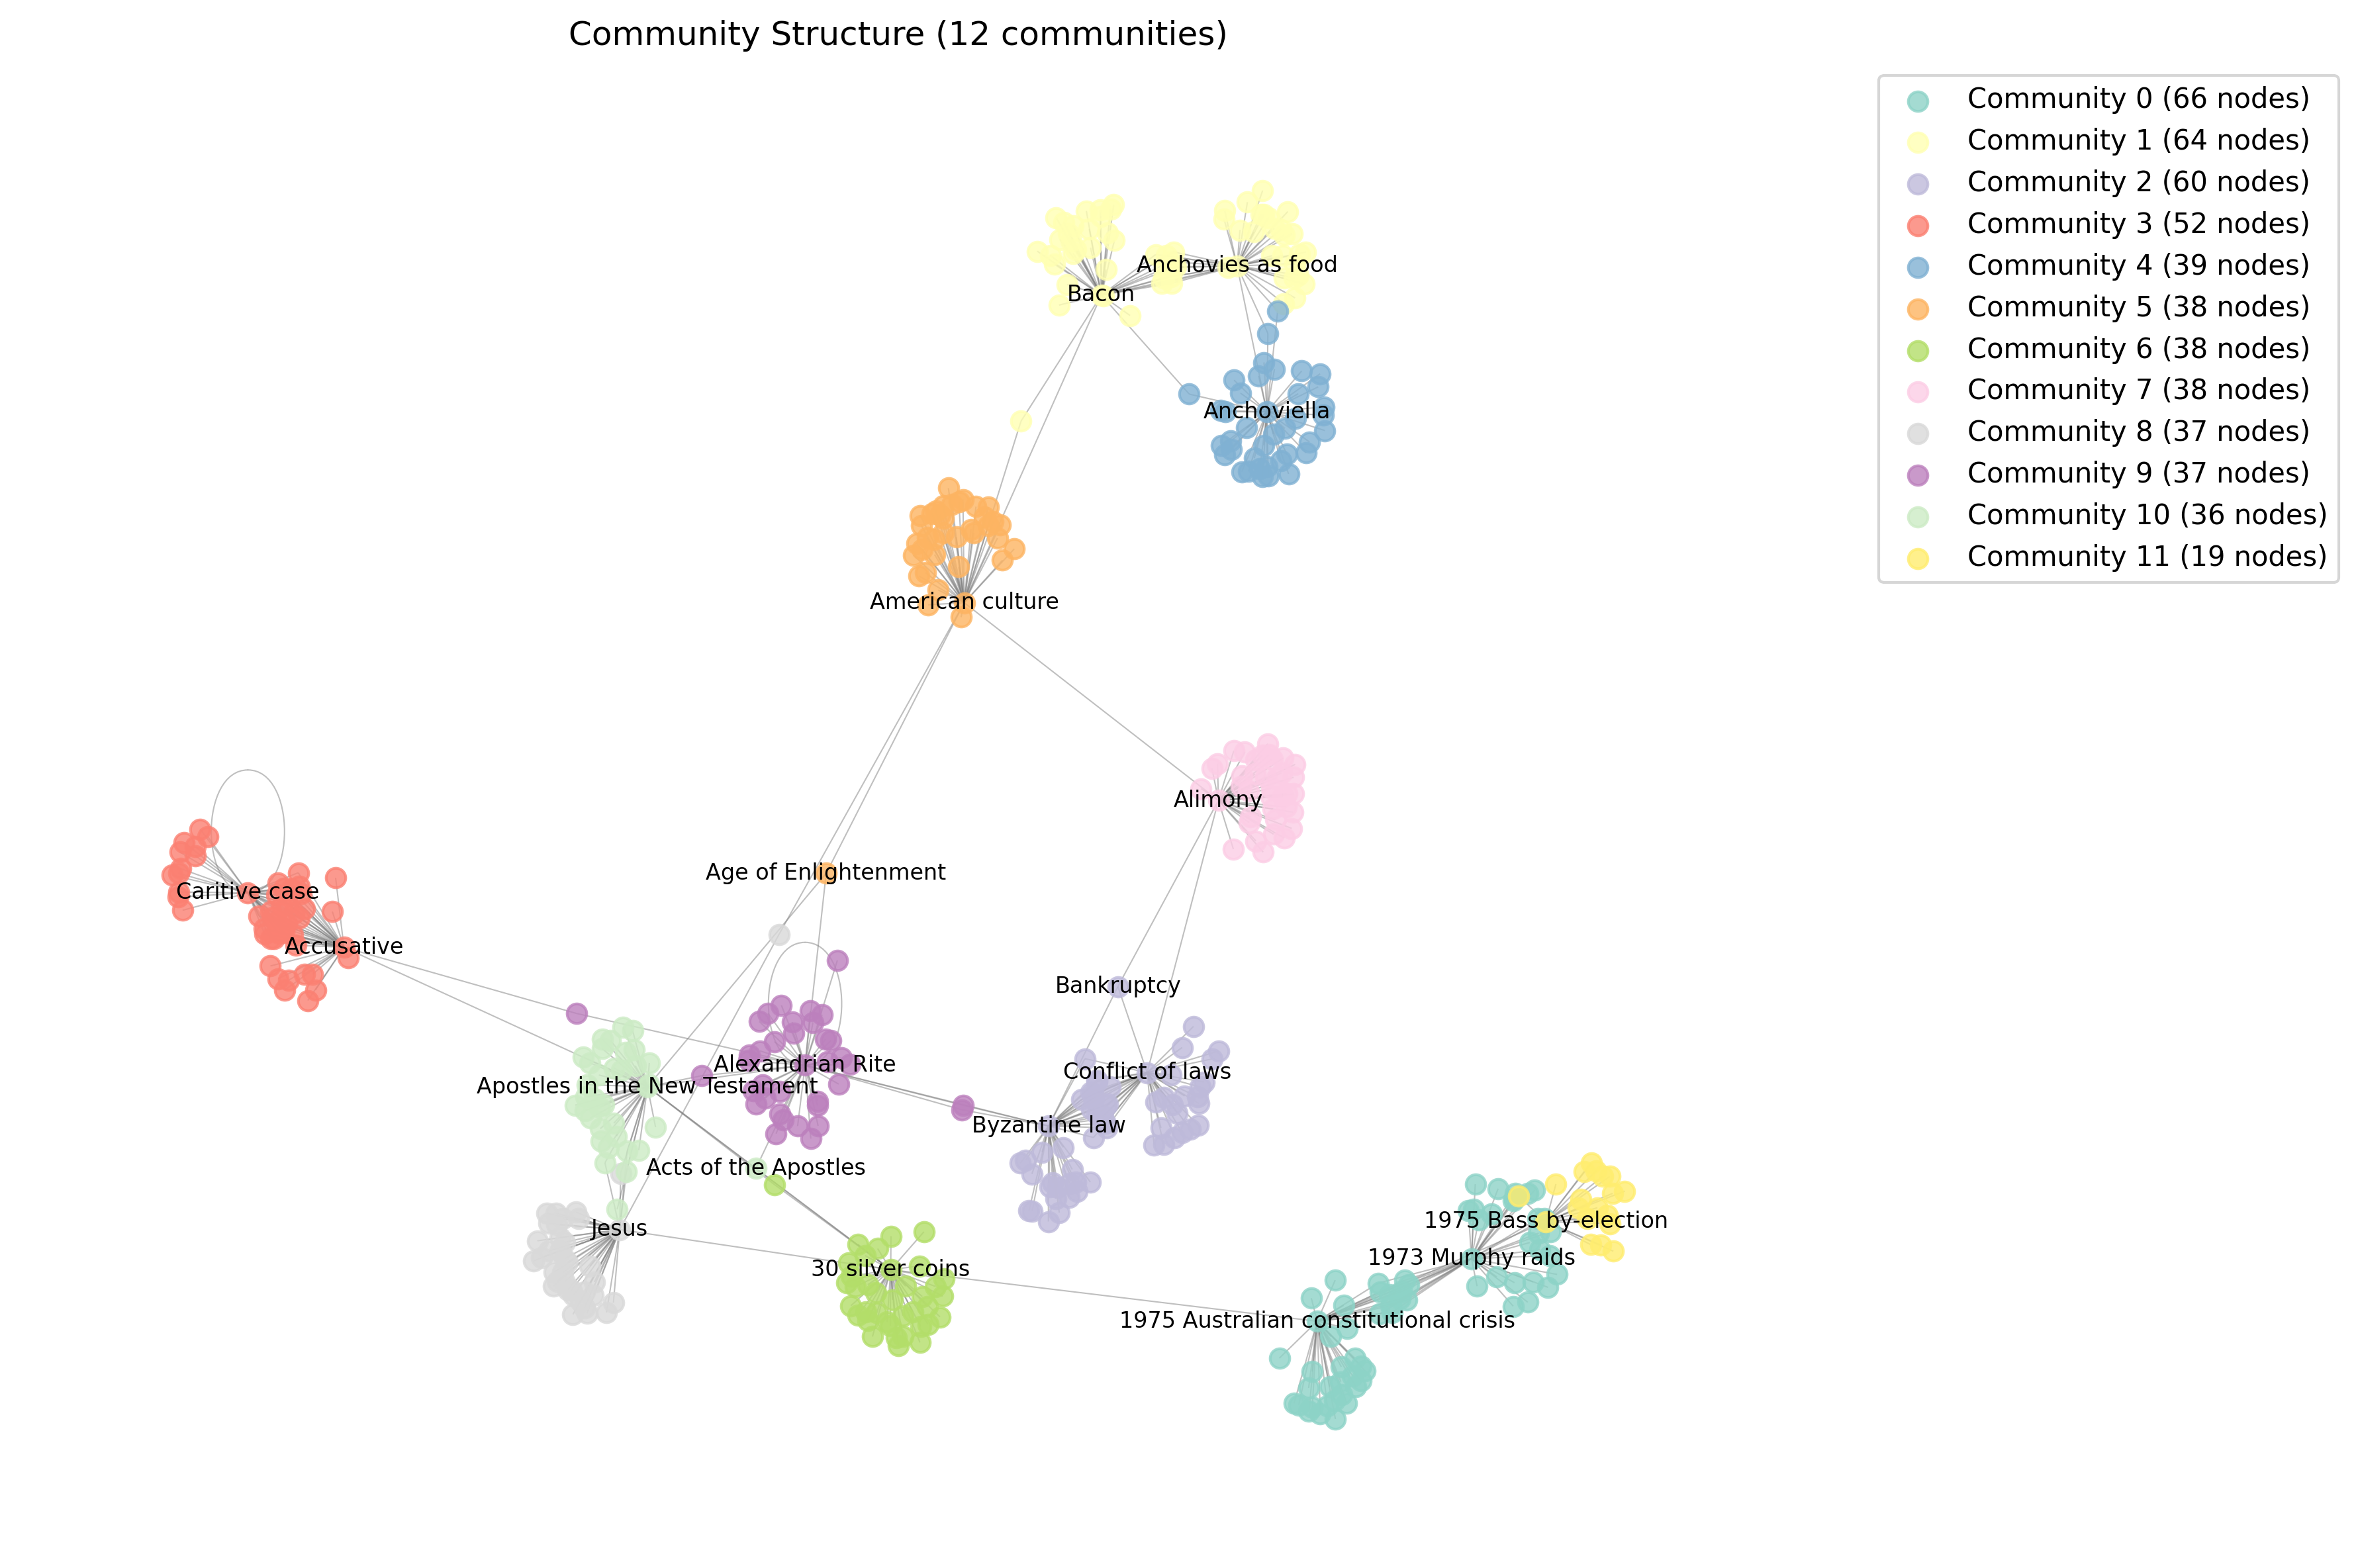 Community Structure (12 communities)
Community 0 (66 nodes)
Community 1 (64 nodes)
Community 2 (60 nodes)
Community 3 (52 nodes)
Community 4 (39 nodes)
Community 5 (38 nodes)
Community 6 (38 nodes)
Community 7 (38 nodes)
Community 8 (37 nodes)
Community 9 (37 nodes)
Community 10 (36 nodes)
Community 11 (19 nodes)
Anchovies as food
Bacon
Anchoviella
American culture
Alimony
Age of Enlightenment
Caritive case
Accusative
Bankruptcy
Alexandrian Rite
Conflict of laws
Apostles in the New Testament
Byzantine law
Acts of the Apostles
1975 Bass by-election
Jesus
1973 Murphy raids
30 silver coins
1975 Australian constitutional crisis